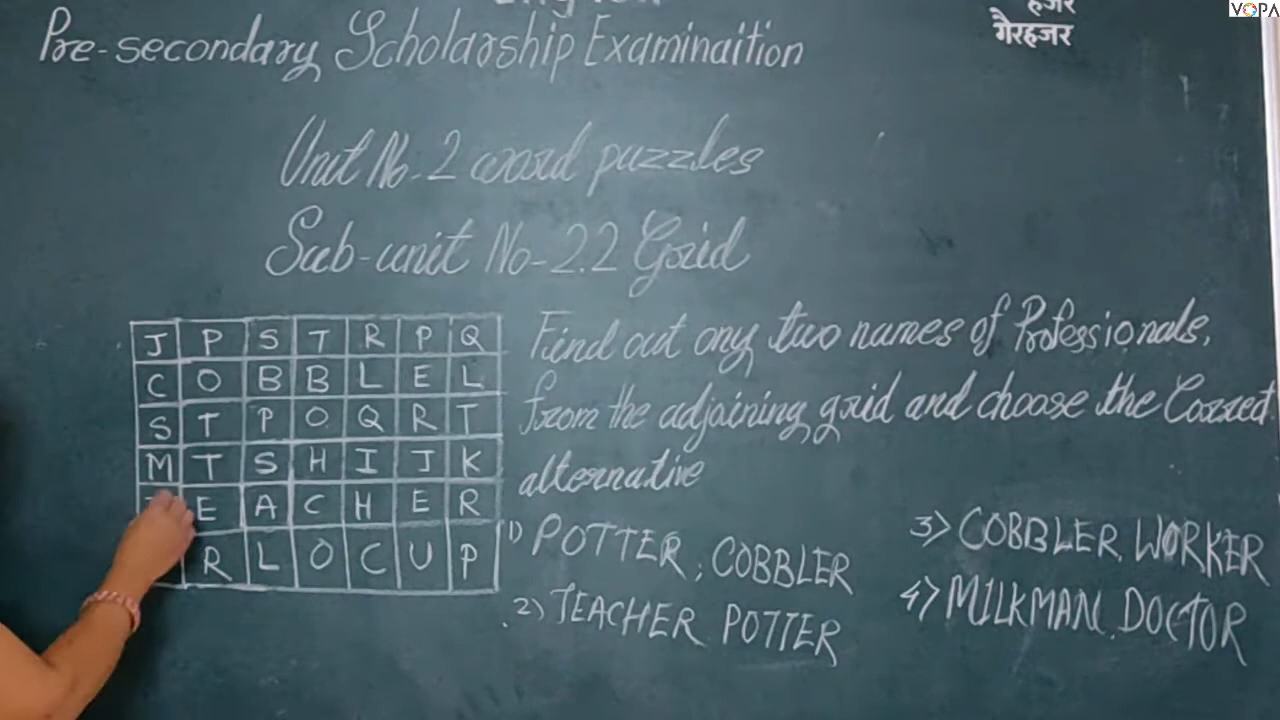 VOPA
हजर
गैरहजर
Pre-secondary Scholarship Examinaition
Unit No. 2 word puzzles
Sub-unit No-2.2 Grid
J P S T R P Q
C O B B L E L
S T P O Q R T
M T S H I J K
E A C H E R
R L O C U P
Find out any two names of Professionals,
from the adjoining grid and choose the Correct
alternative
1) POTTER, COBBLER
2) TEACHER POTTER
3) COBBLER, WORKER
4) MILKMAN, DOCTOR